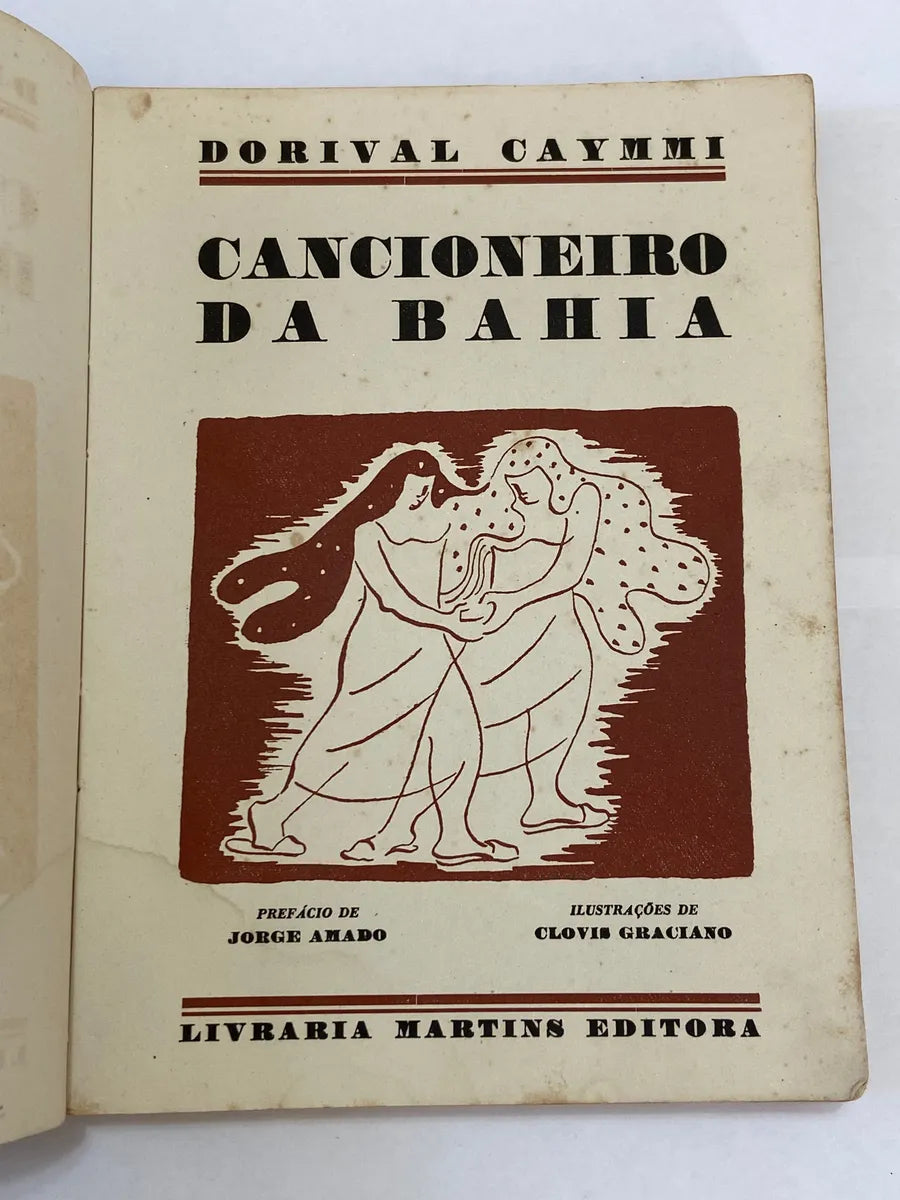 DORIVAL CAYMMI
CANCIONEIRO
DA BAHIA
PREFÁCIO DE
JORGE AMADO
ILUSTRAÇÕES DE
CLOVIS GRACIANO
LIVRARIA MARTINS EDITORA